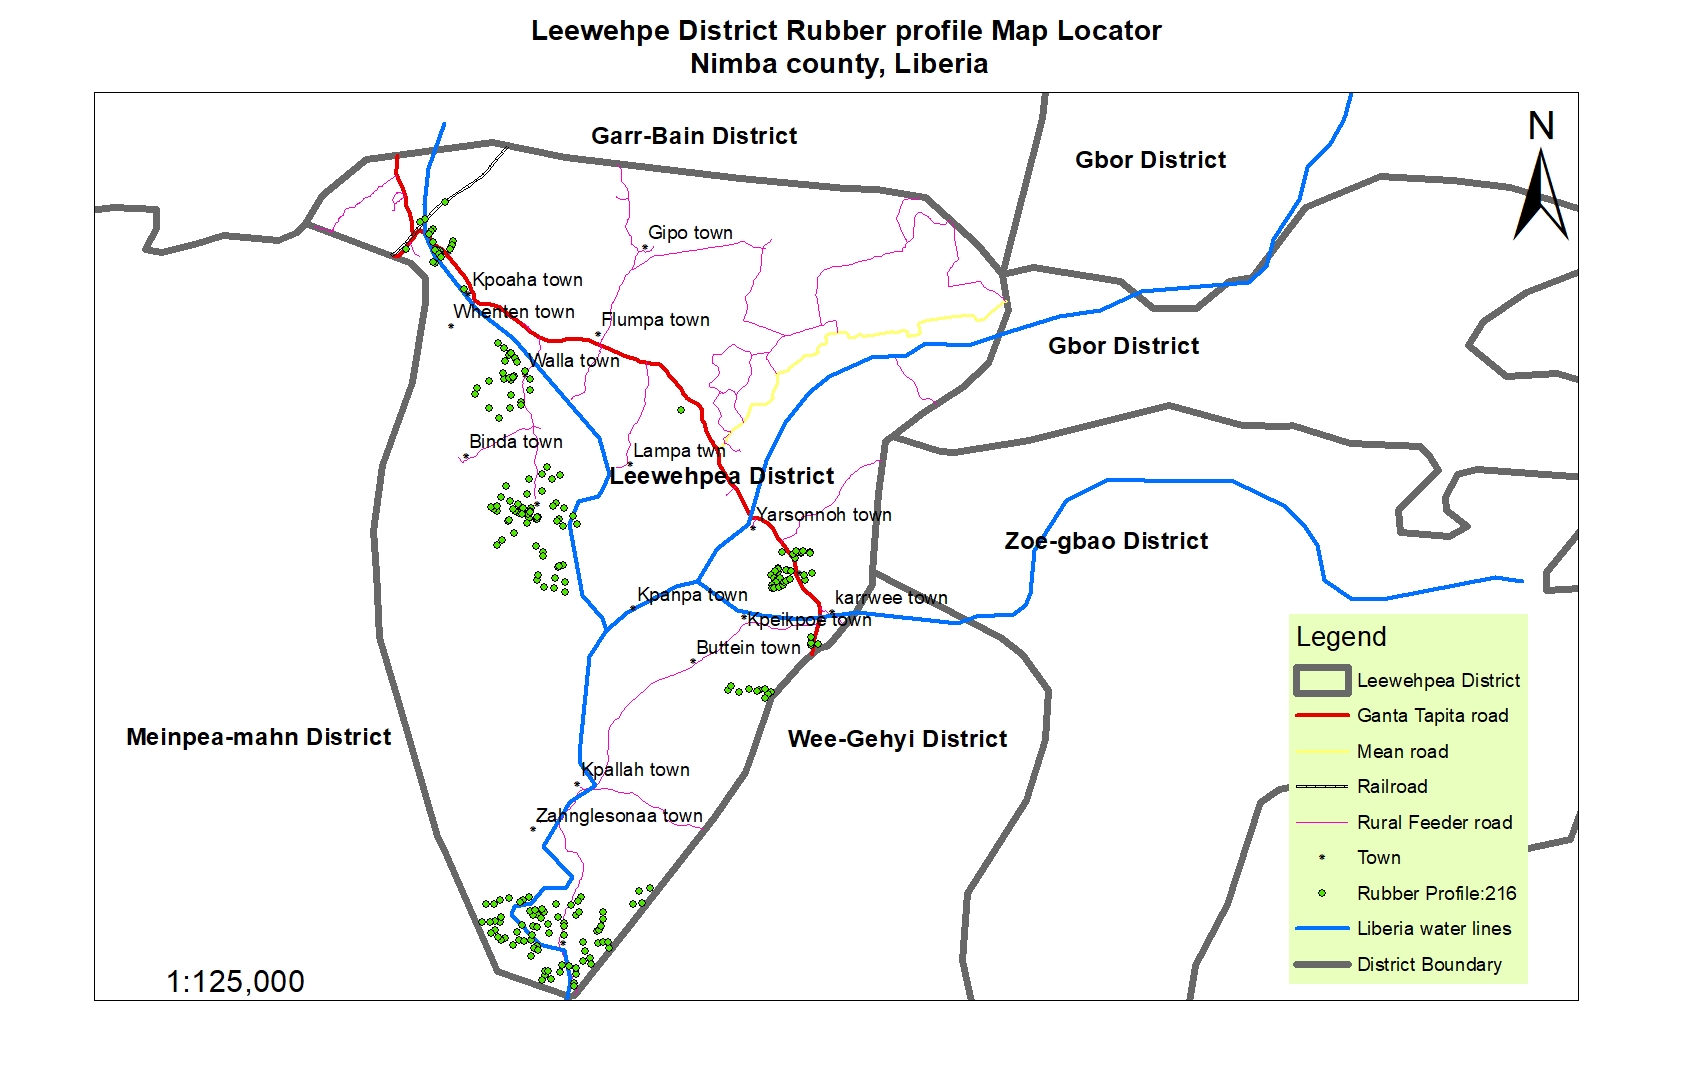 Leewehpe District Rubber profile Map Locator
Nimba county, Liberia
N
Garr-Bain District
Gbor District
Gipo town
Kpoaha town
Whenten town
Flumpa town
Gbor District
Walla town
Binda town
Lampa twn
Leewehpea District
Yarsonnoh town
Zoe-gbao District
Kpanpa town
karrwee town
Kpeikpoe town
Buttein town
Meinpea-mahn District
Wee-Gehyi District
Kpallah town
Zahnglesonaa town
1:125,000
Legend
Leewehpea District
Ganta Tapita road
Mean road
Railroad
Rural Feeder road
Town
Rubber Profile:216
Liberia water lines
District Boundary